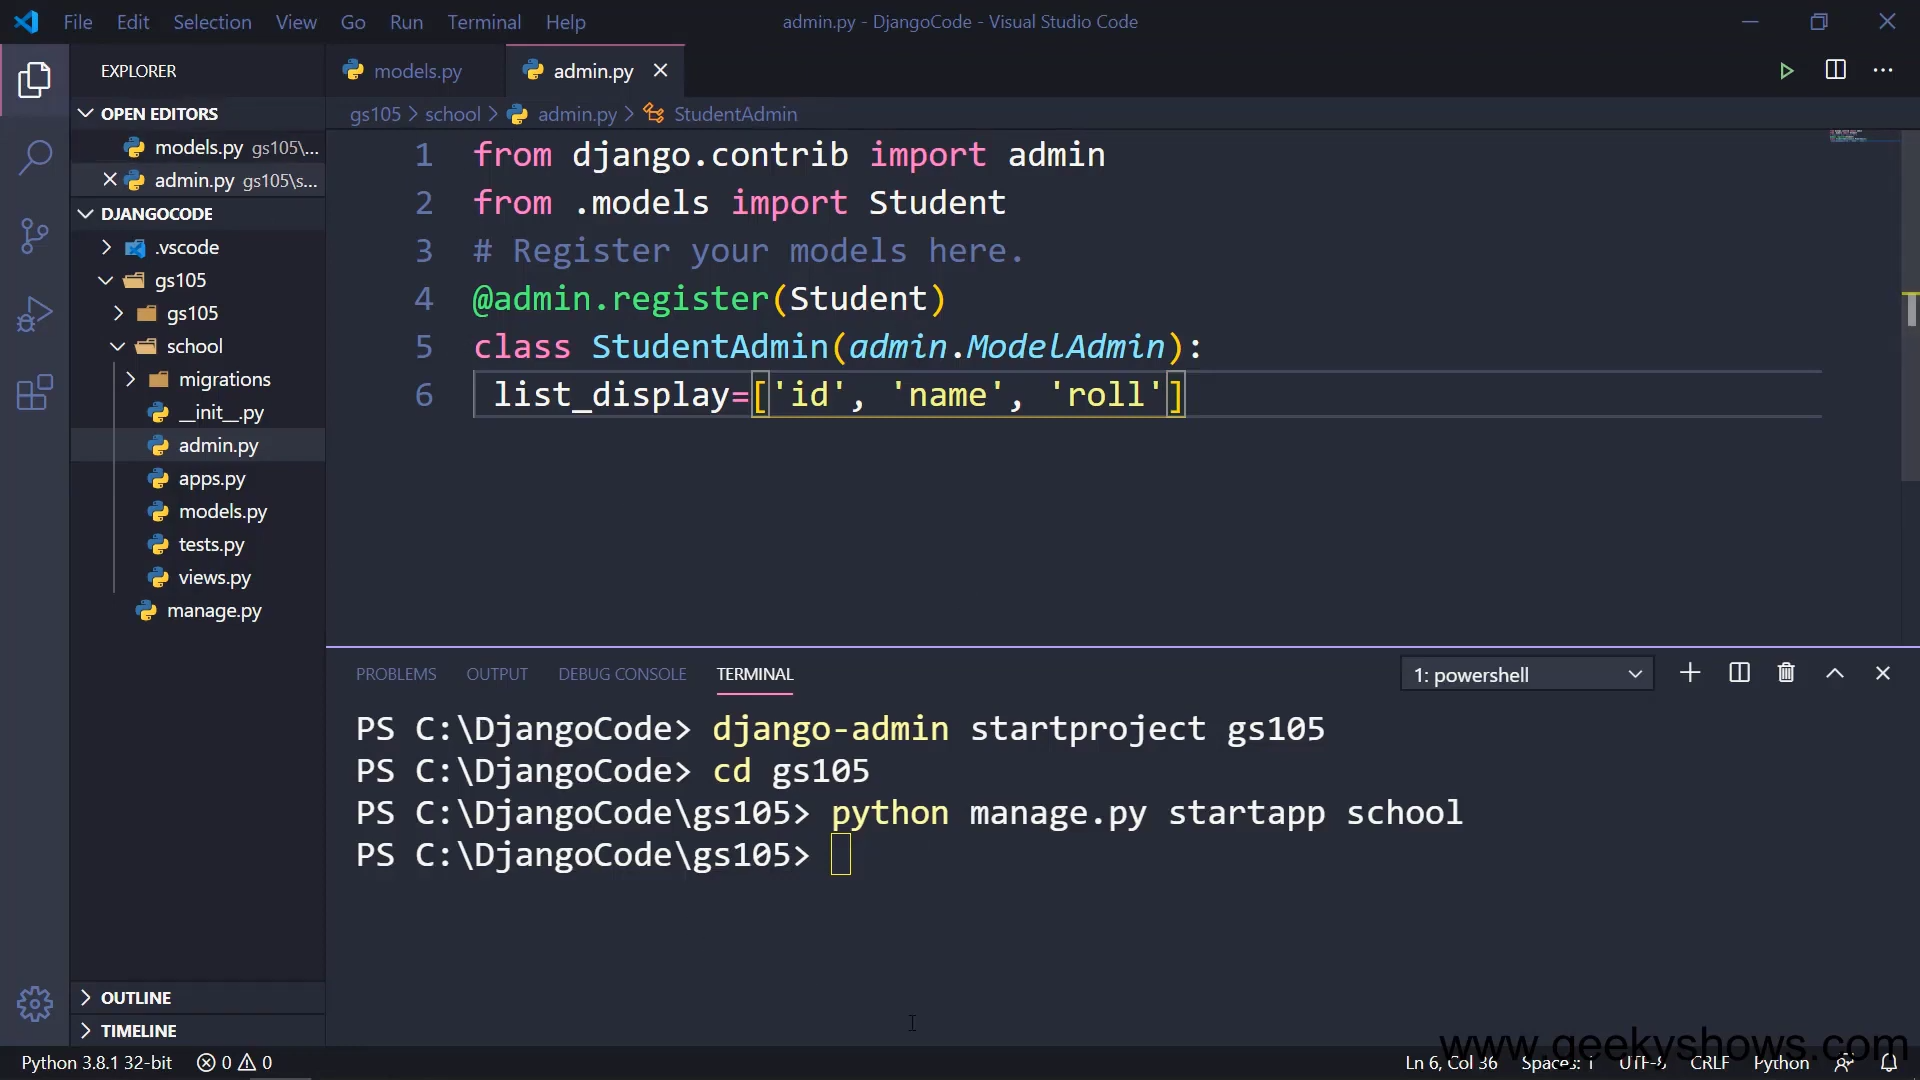 File Edit Selection View Go Run Terminal Help admin.py - DjangoCode - Visual Studio Code
EXPLORER
OPEN EDITORS
models.py gs105\...
admin.py gs105\s...
DJANGOCODE
.vscode
gs105
gs105
school
migrations
__init__.py
admin.py
apps.py
models.py
tests.py
views.py
manage.py
OUTLINE
TIMELINE
models.py admin.py
gs105 > school > admin.py > StudentAdmin
1 from django.contrib import admin
2 from .models import Student
3 # Register your models here.
4 @admin.register(Student)
5 class StudentAdmin(admin.ModelAdmin):
6 list_display=['id', 'name', 'roll']
PROBLEMS OUTPUT DEBUG CONSOLE TERMINAL 1: powershell
PS C:\DjangoCode> django-admin startproject gs105
PS C:\DjangoCode> cd gs105
PS C:\DjangoCode\gs105> python manage.py startapp school
PS C:\DjangoCode\gs105>
www.geekyshows.com
Python 3.8.1 32-bit 0 0 Ln 6, Col 36 Spaces: 1 UTF-8 CRLF Python